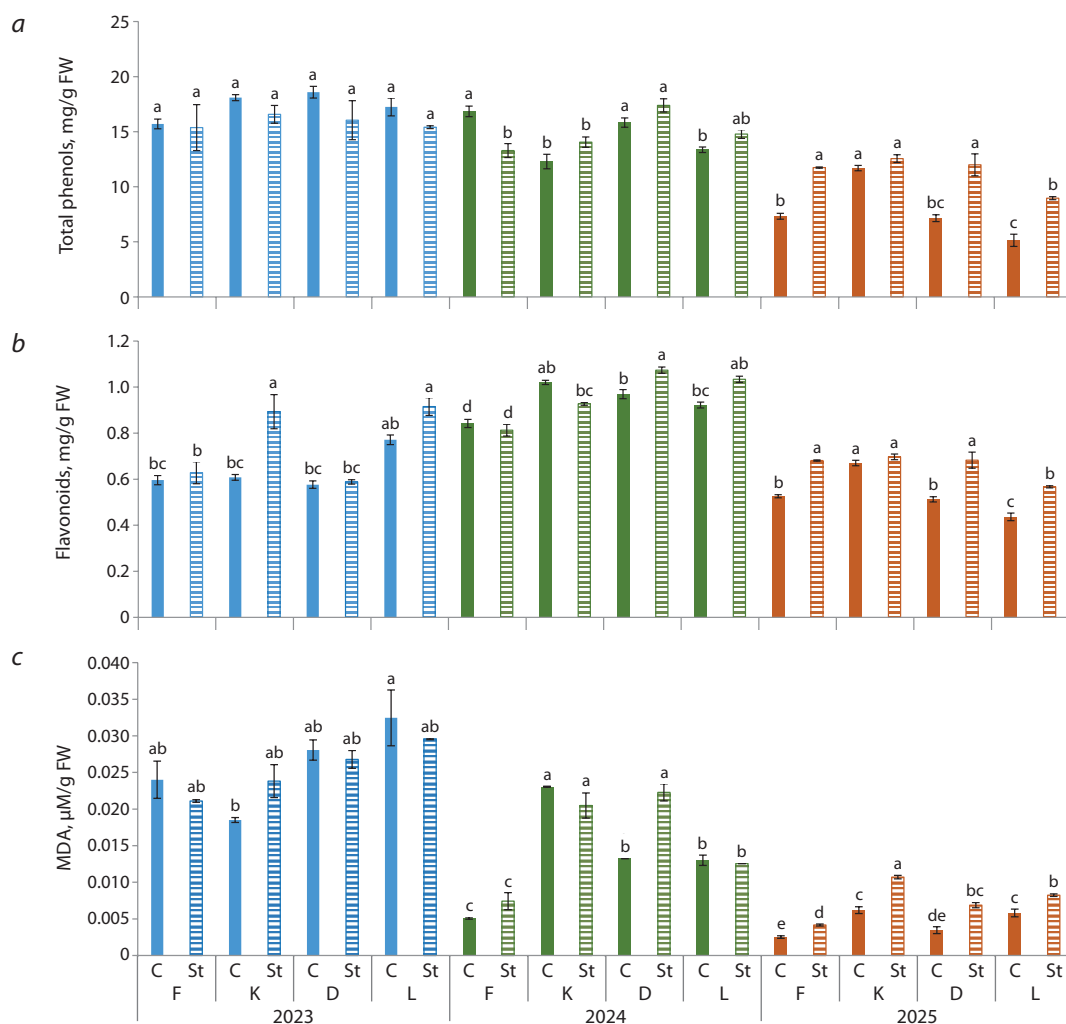 a
Total phenols, mg/g FW
25
20
15
10
5
0
a a a a a a a a a b b b a a b ab b a a a bc a c b
b
Flavonoids, mg/g FW
1.2
1.0
0.8
0.6
0.4
0.2
0
bc b bc a bc bc ab a d d ab bc b a bc ab b a a a b a c b
c
MDA, µM/g FW
0.040
0.035
0.030
0.025
0.020
0.015
0.010
0.005
0
ab ab b ab ab ab a ab c c a a b a b b e d c a de bc c b
C St C St C St C St C St C St C St C St C St C St C St C St
F K D L F K D L F K D L
2023 2024 2025